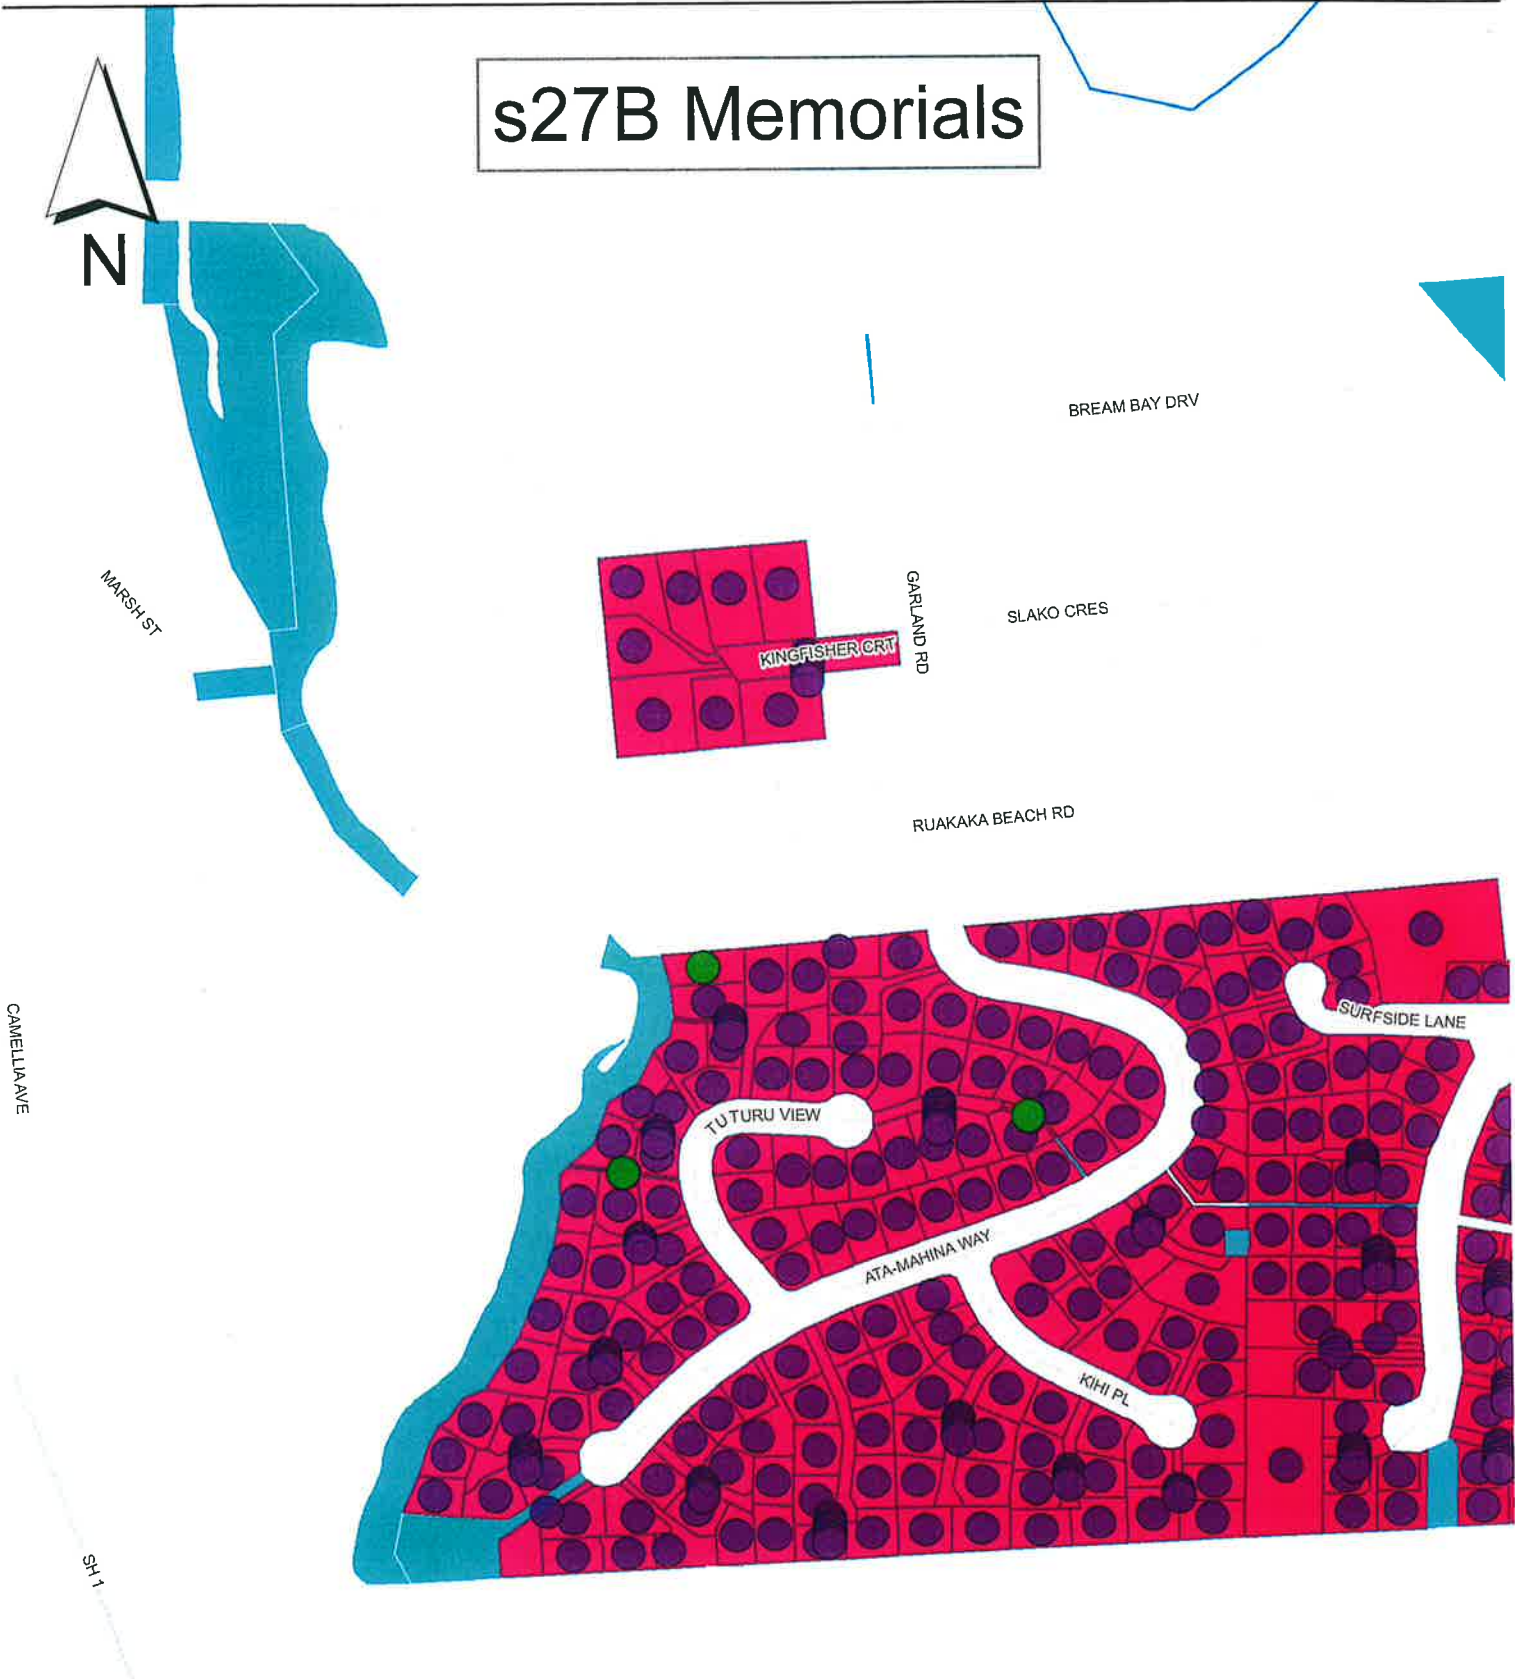 s27B Memorials
N
BREAM BAY DRV
MARSH ST
GARLAND RD
SLAKO CRES
KINGFISHER CRT
RUAKAKA BEACH RD
CAMELLIA AVE
SURFSIDE LANE
TUTURU VIEW
ATA-MAHINA WAY
KIHI PL
SH 1